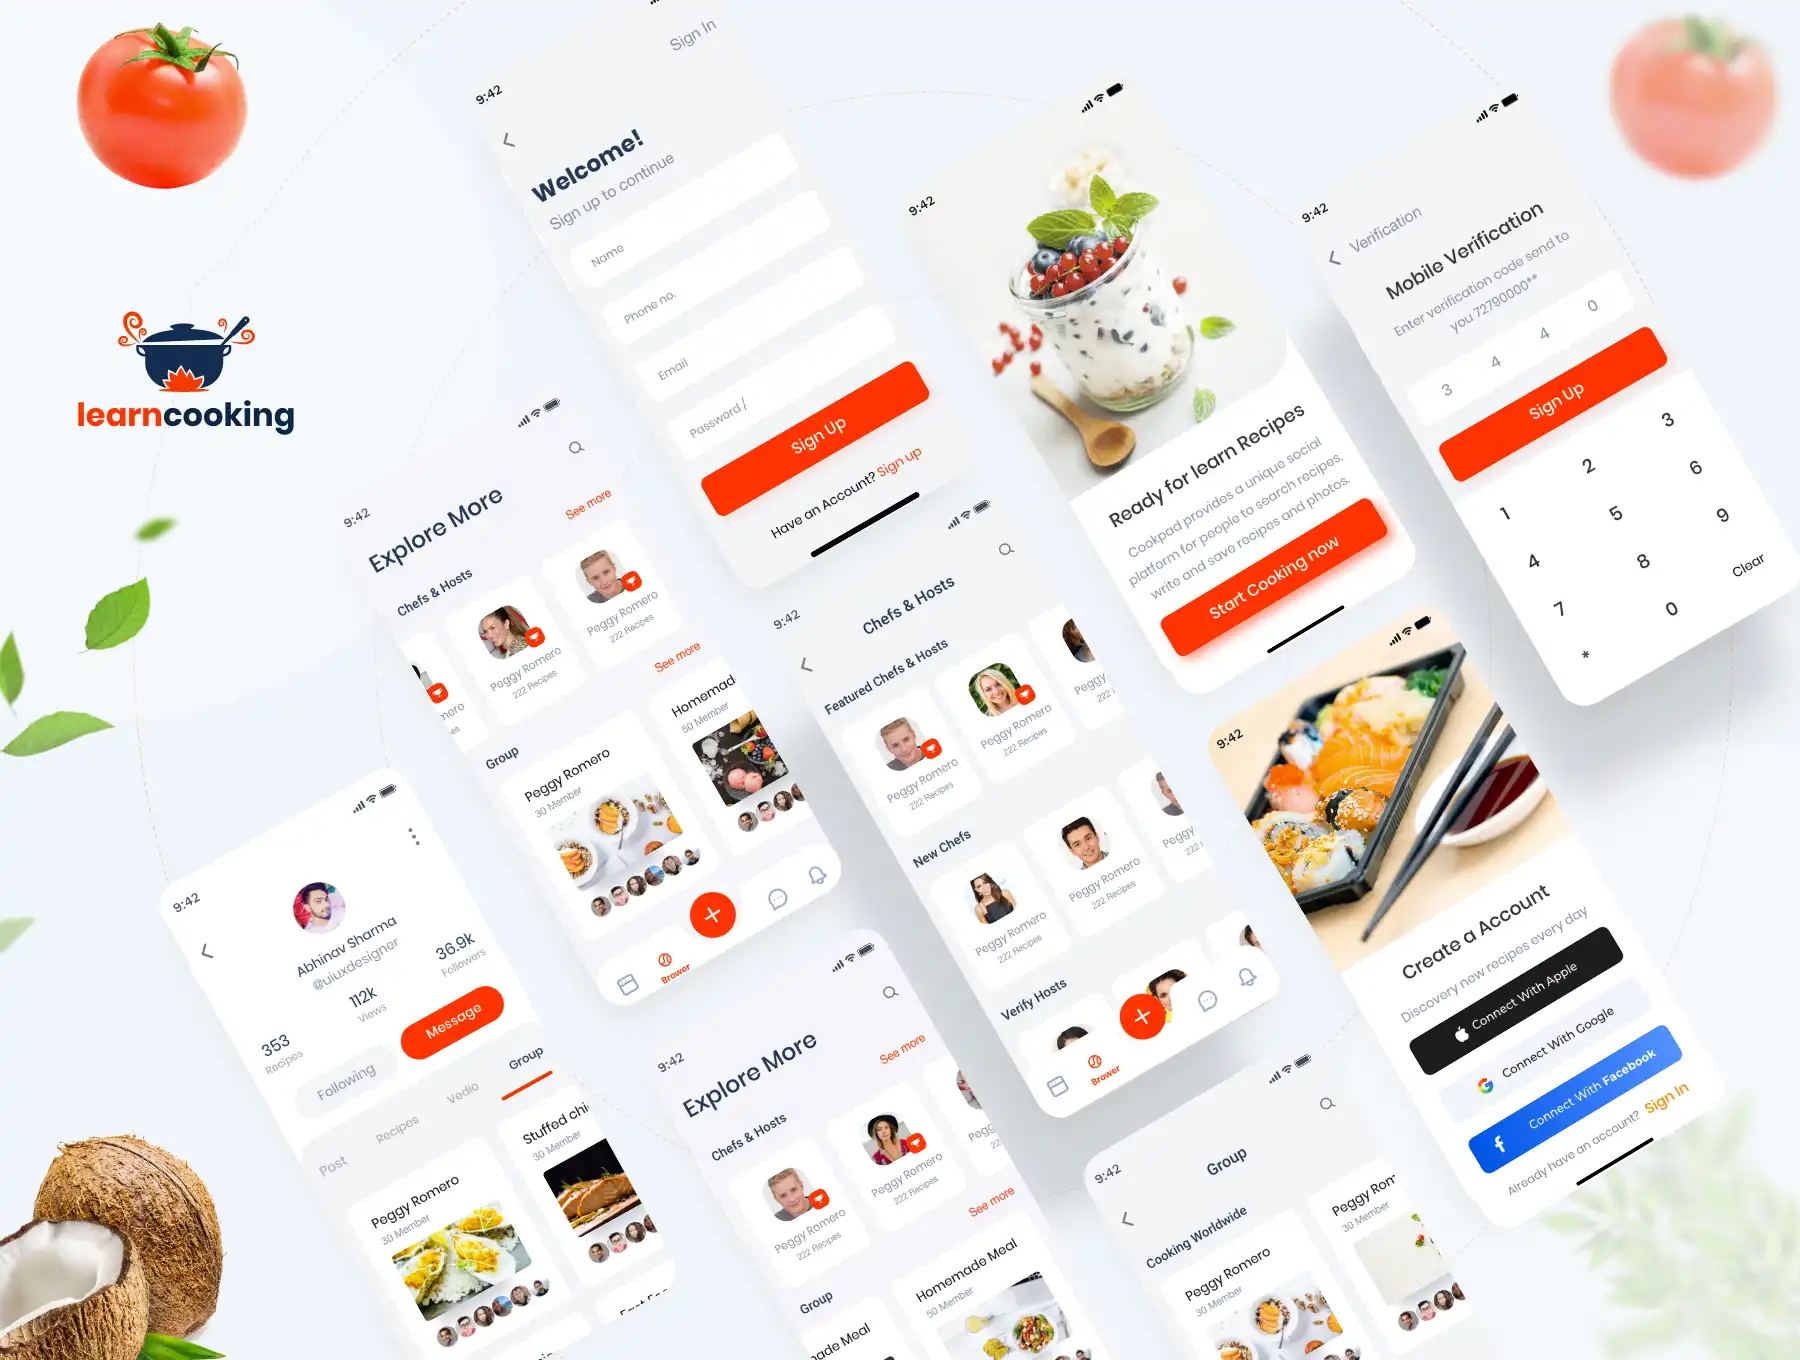 learncooking
Sign In
9:42
Welcome!
Sign up to continue
Name
Phone no.
Email
Password /
Sign Up
Have an Account? Sign up
9:42
Ready for learn Recipes
Cookpad provides a unique social
platform for people to search recipes,
write and save recipes and photos.
Start Cooking now
9:42
Verification
Mobile Verification
Enter verification code send to
you 72790000**
3 4 4 0
Sign Up
1 2 3
4 5 6
7 8 9
* 0 Clear
9:42
Explore More
Chefs & Hosts
See more
Peggy Romero
222 Recipes
Peggy Romero
222 Recipes
Group
See more
Peggy Romero
30 Member
Homemad
50 Member
Brower
9:42
Chefs & Hosts
Featured Chefs & Hosts
Peggy Romero
222 Recipes
Peggy Romero
222 Recipes
Peggy
222
New Chefs
Peggy Romero
222 Recipes
Peggy Romero
222 Recipes
Peggy
222
Verify Hosts
Brower
9:42
Create a Account
Discovery new recipes every day
Connect With Apple
Connect With Google
Connect With Facebook
Already have an account? Sign In
9:42
Abhinav Sharma
@uiuxdesigner
353
Recipes
112k
Views
36.9k
Followers
Following
Message
Post
Recipes
Vedio
Group
Peggy Romero
30 Member
Stuffed chi
30 Member
9:42
Explore More
Chefs & Hosts
See more
Peggy Romero
222 Recipes
Peggy Romero
222 Recipes
Group
See more
Homemade Meal
50 Member
made Meal
9:42
Group
Cooking Worldwide
Peggy Romero
30 Member
Peggy Rom
30 Member